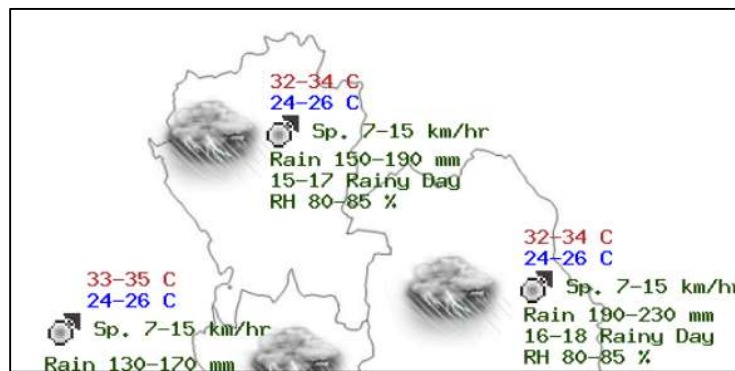 32-34 C
24-26 C
Sp. 7-15 km/hr
Rain 150-190 mm
15-17 Rainy Day
RH 80-85 %
32-34 C
24-26 C
Sp. 7-15 km/hr
Rain 190-230 mm
16-18 Rainy Day
RH 80-85 %
33-35 C
24-26 C
Sp. 7-15 km/hr
Rain 130-170 mm